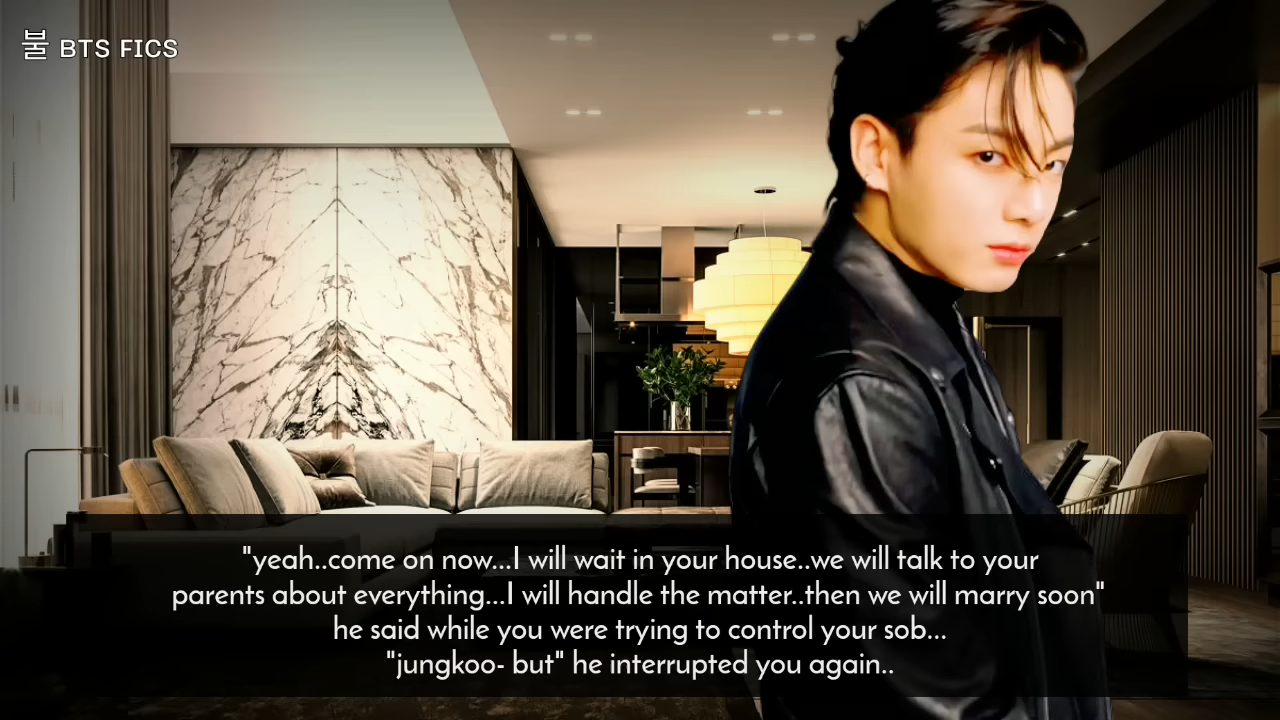 불 BTS FICS
"yeah..come on now...I will wait in your house..we will talk to your
parents about everything...I will handle the matter..then we will marry soon"
he said while you were trying to control your sob...
"jungkoo- but" he interrupted you again..